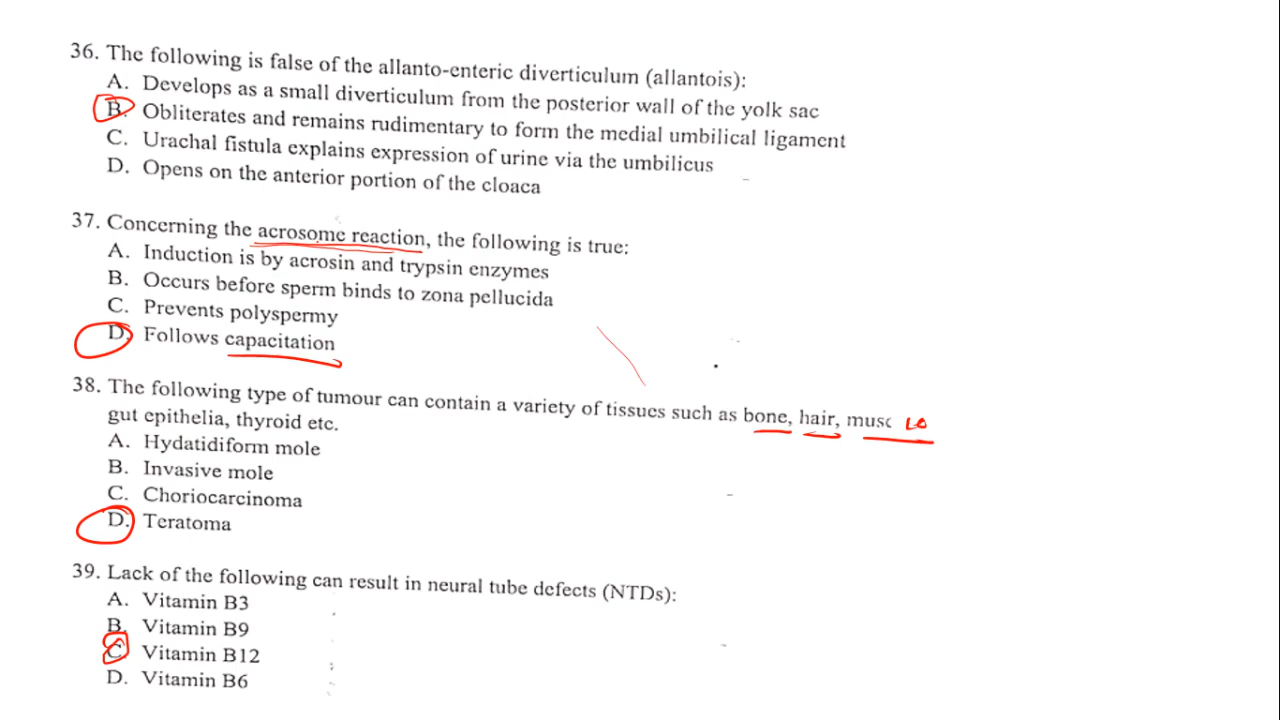 36. The following is false of the allanto-enteric diverticulum (allantois):
A. Develops as a small diverticulum from the posterior wall of the yolk sac
B. Obliterates and remains rudimentary to form the medial umbilical ligament
C. Urachal fistula explains expression of urine via the umbilicus
D. Opens on the anterior portion of the cloaca
37. Concerning the acrosome reaction, the following is true:
A. Induction is by acrosin and trypsin enzymes
B. Occurs before sperm binds to zona pellucida
C. Prevents polyspermy
D. Follows capacitation
38. The following type of tumour can contain a variety of tissues such as bone, hair, muscle
gut epithelia, thyroid etc.
A. Hydatidiform mole
B. Invasive mole
C. Choriocarcinoma
D. Teratoma
39. Lack of the following can result in neural tube defects (NTDs):
A. Vitamin B3
B. Vitamin B9
C. Vitamin B12
D. Vitamin B6